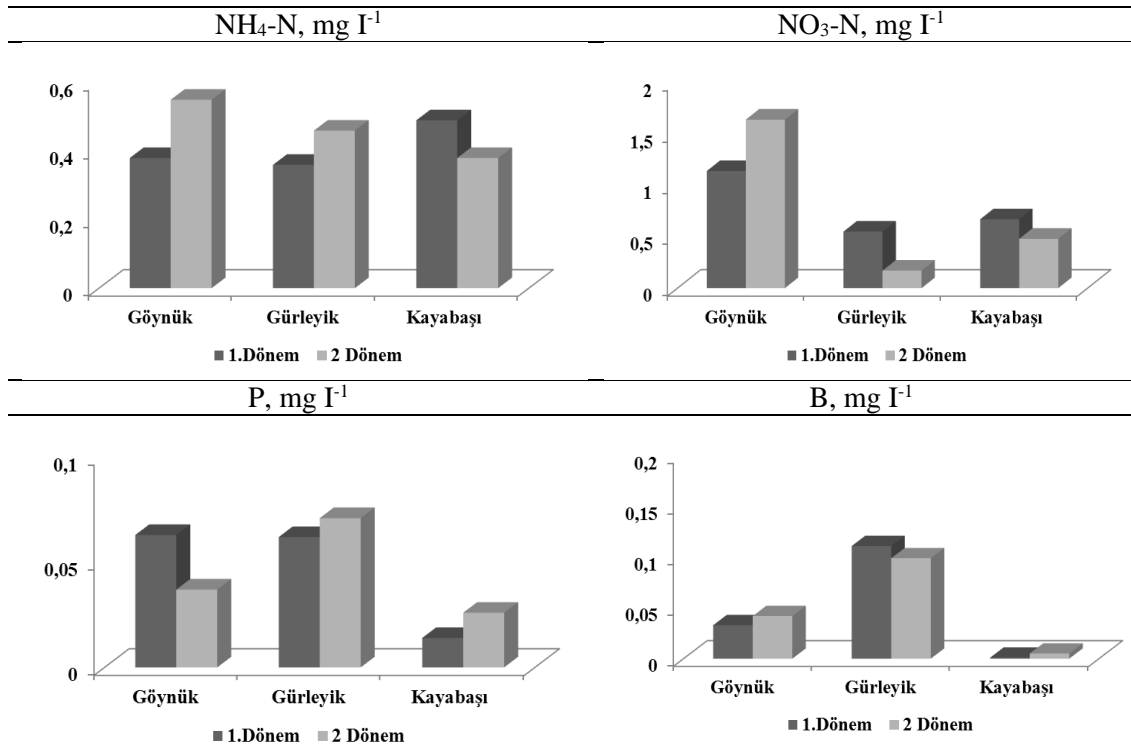 NH4-N, mg I-1
NO3-N, mg I-1
0,6
0,4
0,2
0
Göynük Gürleyik Kayabaşı
1.Dönem 2 Dönem
2
1,5
1
0,5
0
Göynük Gürleyik Kayabaşı
1.Dönem 2 Dönem
P, mg I-1
B, mg I-1
0,1
0,05
0
Göynük Gürleyik Kayabaşı
1.Dönem 2 Dönem
0,2
0,15
0,1
0,05
0
Göynük Gürleyik Kayabaşı
1.Dönem 2 Dönem